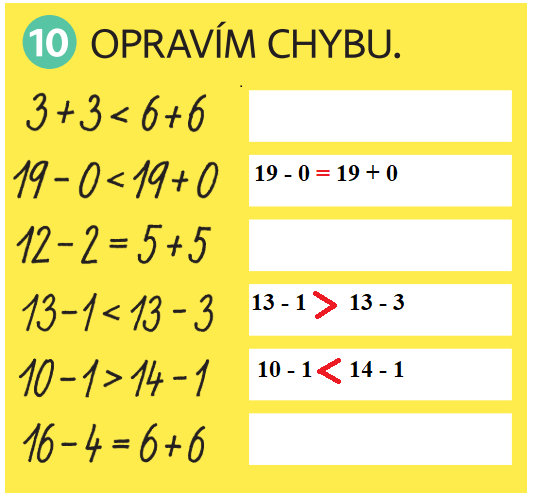 10 OPRAVÍM CHYBU.
3 + 3 < 6 + 6
19 - 0 < 19 + 0 19 - 0 = 19 + 0
12 - 2 = 5 + 5
13 - 1 < 13 - 3 13 - 1 > 13 - 3
10 - 1 > 14 - 1 10 - 1 < 14 - 1
16 - 4 = 6 + 6